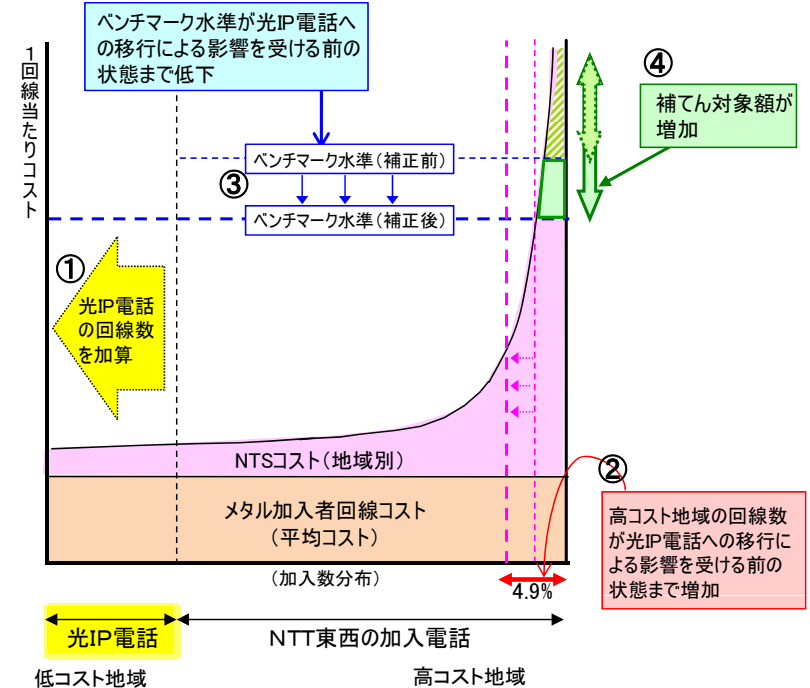 ベンチマーク水準が光IP電話へ
の移行による影響を受ける前の
状態まで低下
1回線当たりコスト
④
補てん対象額が
増加
ベンチマーク水準（補正前）
③
ベンチマーク水準（補正後）
①
光IP電話
の回線数
を加算
NTSコスト（地域別）
②
メタル加入者回線コスト
（平均コスト）
高コスト地域の回線数
が光IP電話への移行に
よる影響を受ける前の
状態まで増加
（加入数分布）
4.9%
光IP電話
NTT東西の加入電話
低コスト地域
高コスト地域